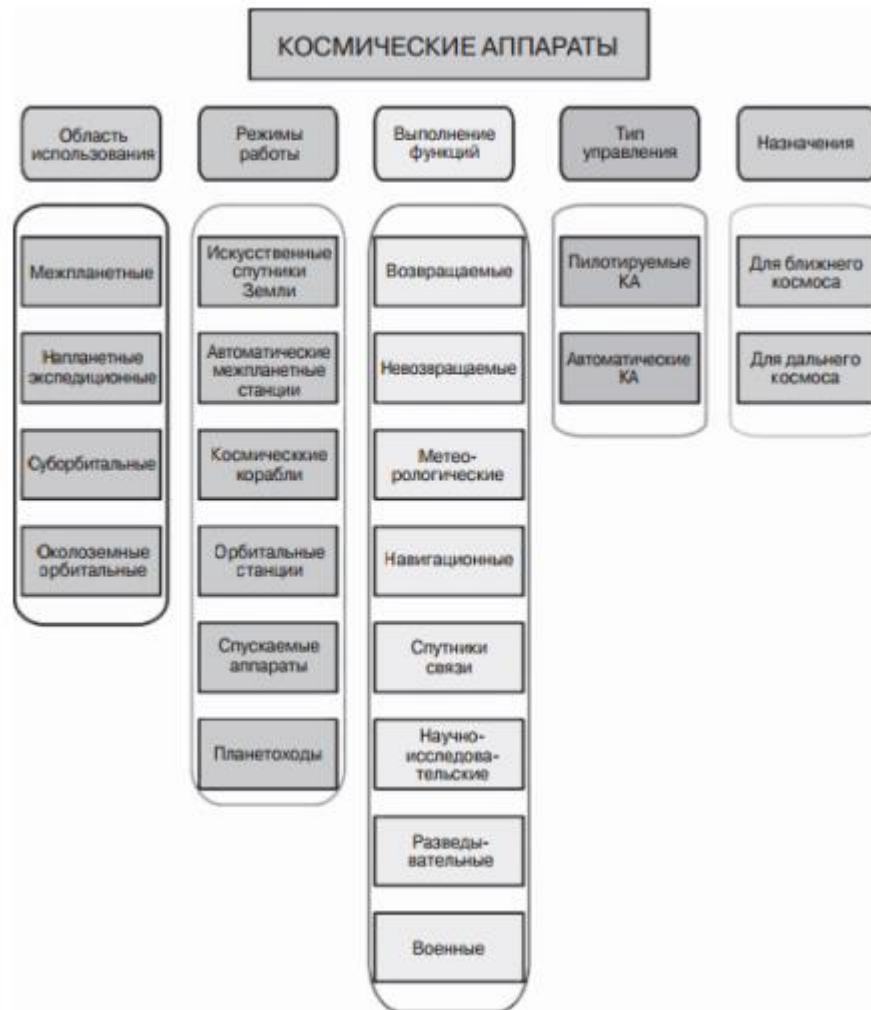 КОСМИЧЕСКИЕ АППАРАТЫ
Область
использования
Межпланетные
Напланетные
экспедиционные
Суборбитальные
Околоземные
орбитальные
Режимы
работы
Искусственные
спутники
Земли
Автоматические
межпланетные
станции
Космическкие
корабли
Орбитальные
станции
Спускаемые
аппараты
Планетоходы
Выполнение
функций
Возвращаемые
Невозвращаемые
Метео-
рологические
Навигационные
Спутники
связи
Научно-
исследова-
тельские
Разведы-
вательные
Военные
Тип
управления
Пилотируемые
КА
Автоматические
КА
Назначения
Для ближнего
космоса
Для дальнего
космоса